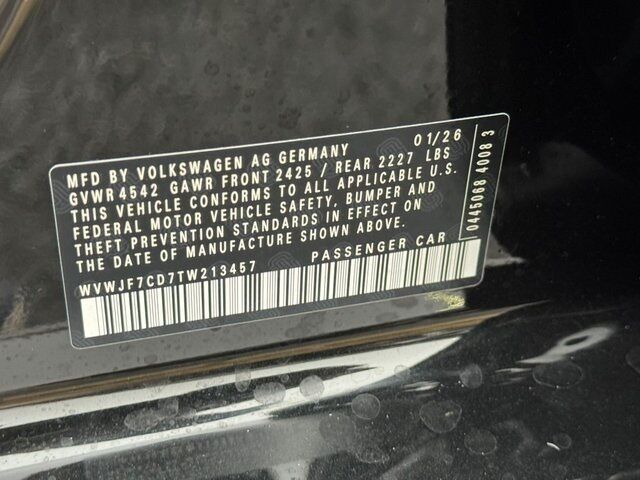 MFD BY VOLKSWAGEN AG GERMANY 01/26
GVWR 4542 GAWR FRONT 2425 / REAR 2227 LBS
THIS VEHICLE CONFORMS TO ALL APPLICABLE U.S.
FEDERAL MOTOR VEHICLE SAFETY, BUMPER AND
THEFT PREVENTION STANDARDS IN EFFECT ON
THE DATE OF MANUFACTURE SHOWN ABOVE.
WVWJF7CD7TW213457 PASSENGER CAR
0445068 4008 3